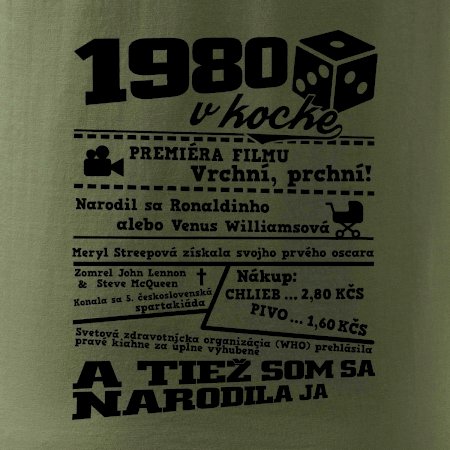 1980
v kocke
PREMIÉRA FILMU
Vrchní, prchní!
Narodil sa Ronaldinho
alebo Venus Williamsová
Meryl Streepová získala svojho prvého oscara
Zomrel John Lennon
& Steve McQueen
Konala sa 5. československá
spartakiáda
Nákup:
CHLIEB ... 2,80 KČS
PIVO ... 1,60 KČS
Svetová zdravotnícka organizácia (WHO) prehlásila
pravé kiahne za úplne vyhubené
A TIEŽ SOM SA
NARODILA JA